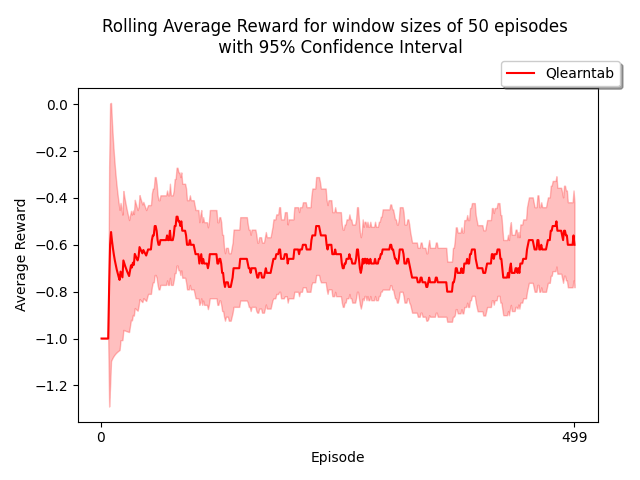 Rolling Average Reward for window sizes of 50 episodes
with 95% Confidence Interval
Qlearntab
0.0
−0.2
−0.4
−0.6
−0.8
−1.0
−1.2
Average Reward
0
499
Episode